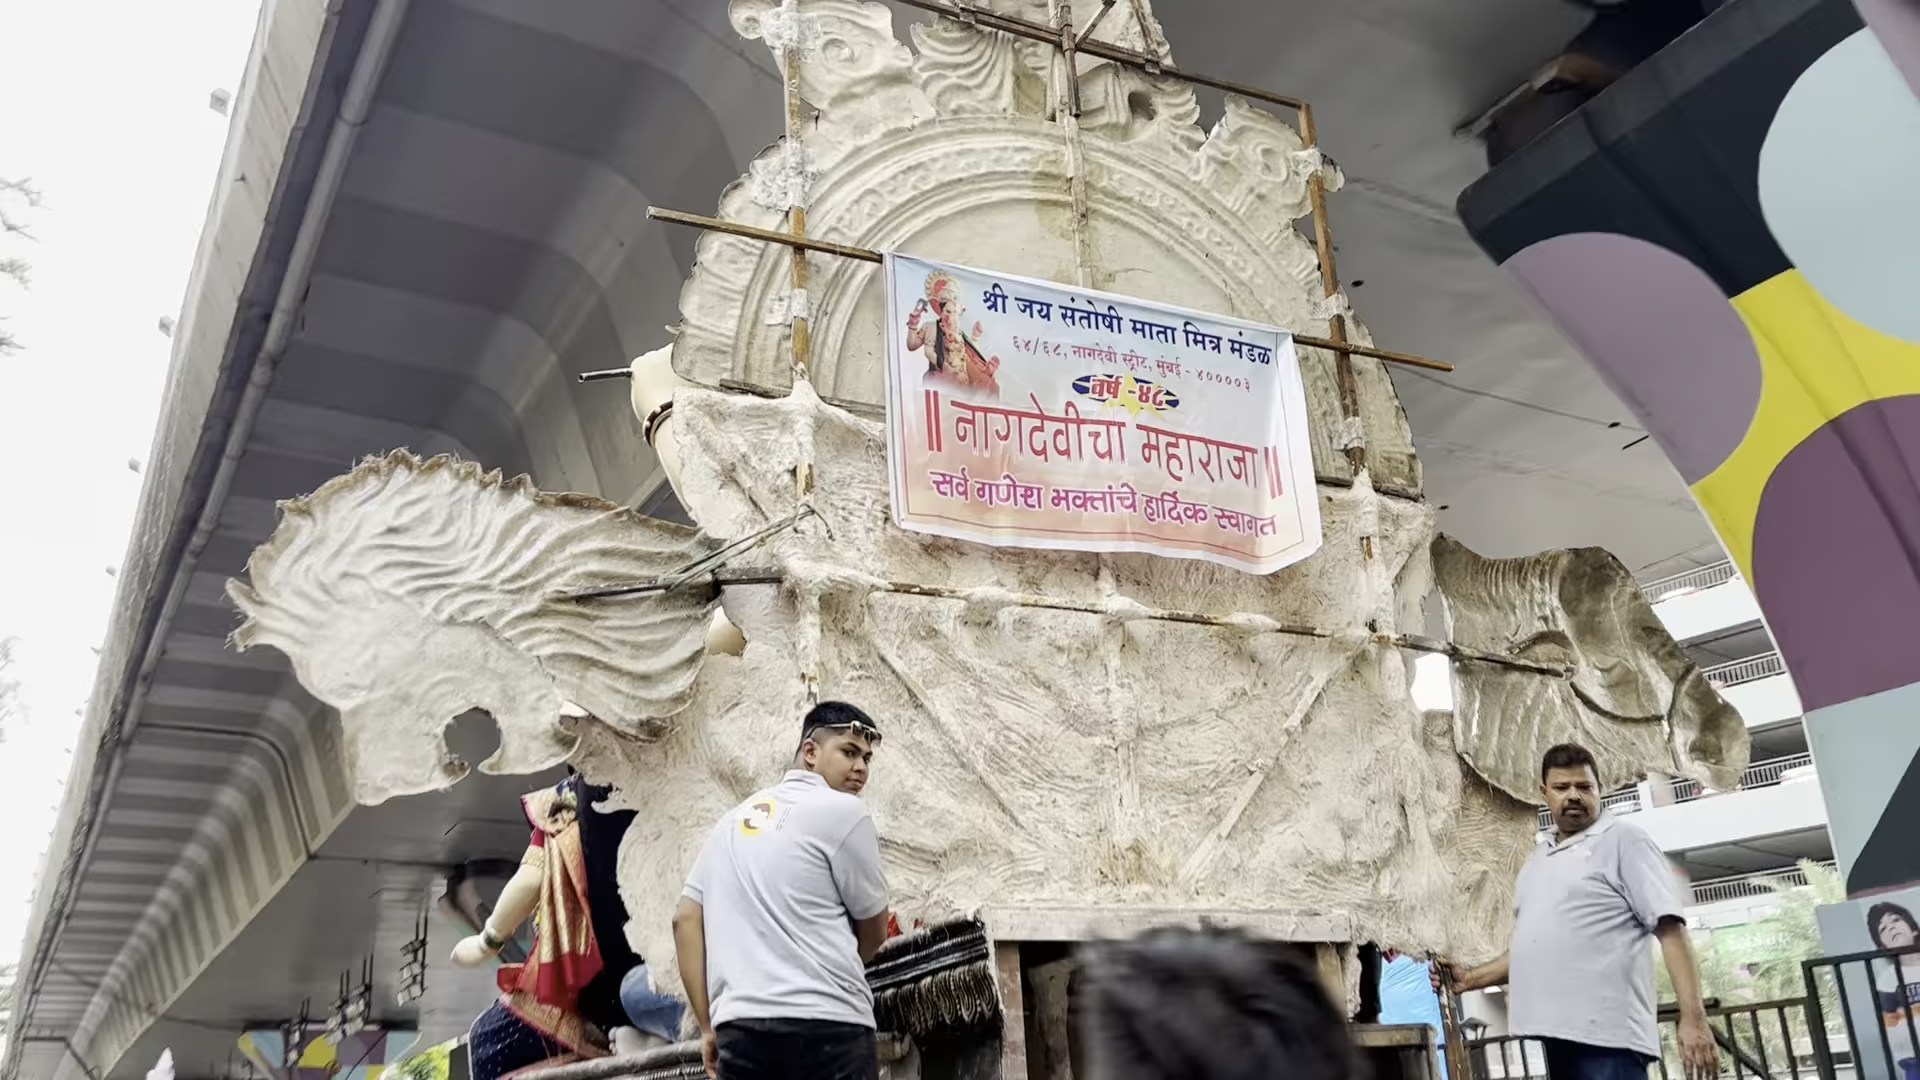 श्री जय संतोषी माता मित्र मंडळ
६४/६८, नागदेवी स्ट्रीट, मुंबई - ४००००३
वर्ष - ४८
॥ नागदेवीचा महाराजा ॥
सर्व गणेश भक्तांचे हार्दिक स्वागत